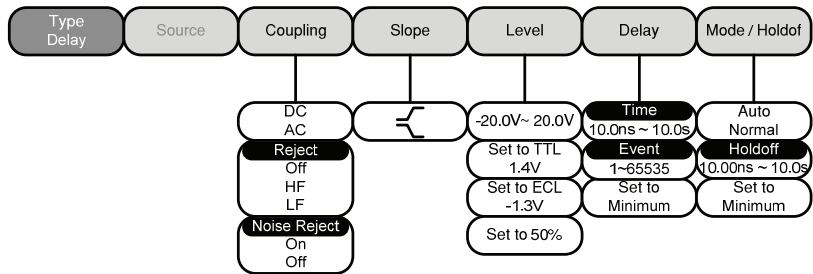 Type
Delay
Source
Coupling
Slope
Level
Delay
Mode / Holdof
DC
AC
Reject
Off
HF
LF
Noise Reject
On
Off
-20.0V~ 20.0V
Set to TTL
1.4V
Set to ECL
-1.3V
Set to 50%
Time
10.0ns ~ 10.0s
Event
1~65535
Set to
Minimum
Auto
Normal
Holdoff
10.00ns ~ 10.0s
Set to
Minimum